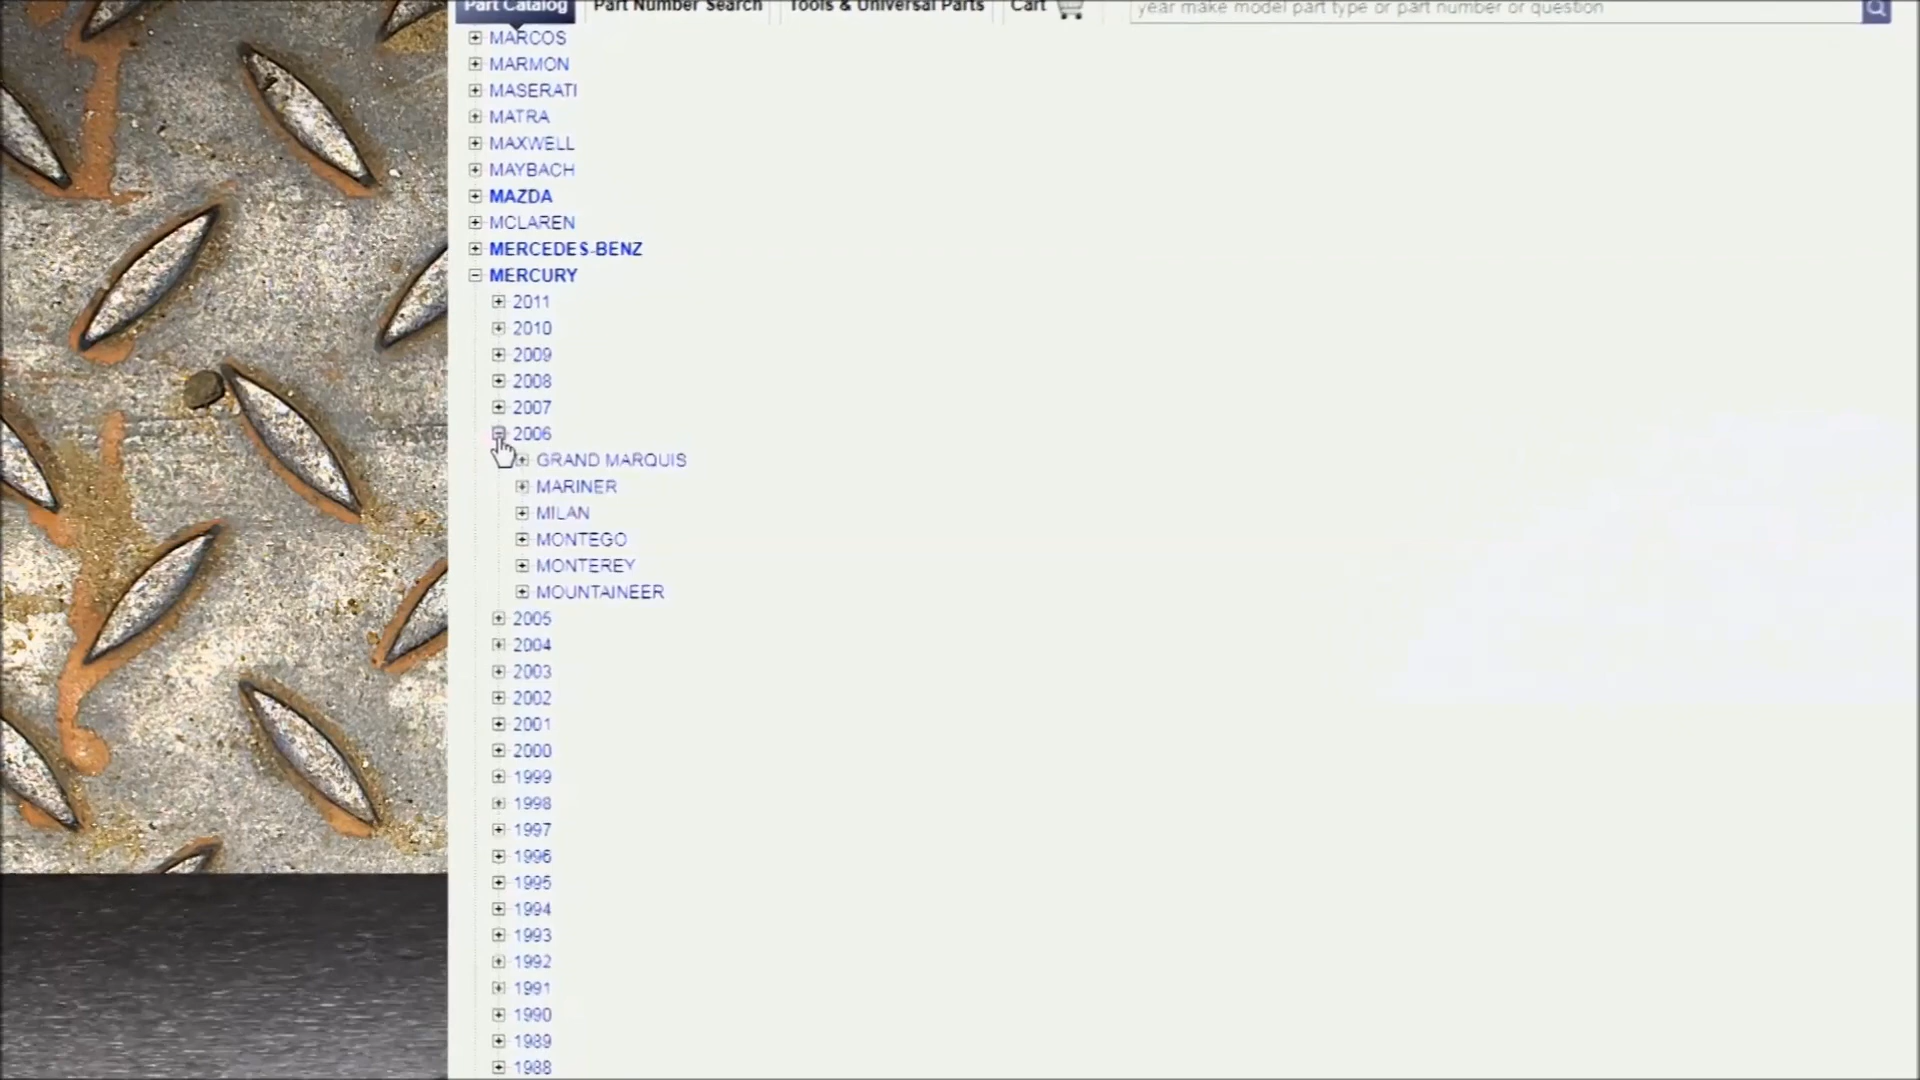 Part Catalog Part Number Search Tools & Universal Parts Cart year make model part type or part number or question
MARCOS
MARMON
MASERATI
MATRA
MAXWELL
MAYBACH
MAZDA
MCLAREN
MERCEDES-BENZ
MERCURY
2011
2010
2009
2008
2007
2006
GRAND MARQUIS
MARINER
MILAN
MONTEGO
MONTEREY
MOUNTAINEER
2005
2004
2003
2002
2001
2000
1999
1998
1997
1996
1995
1994
1993
1992
1991
1990
1989
1988